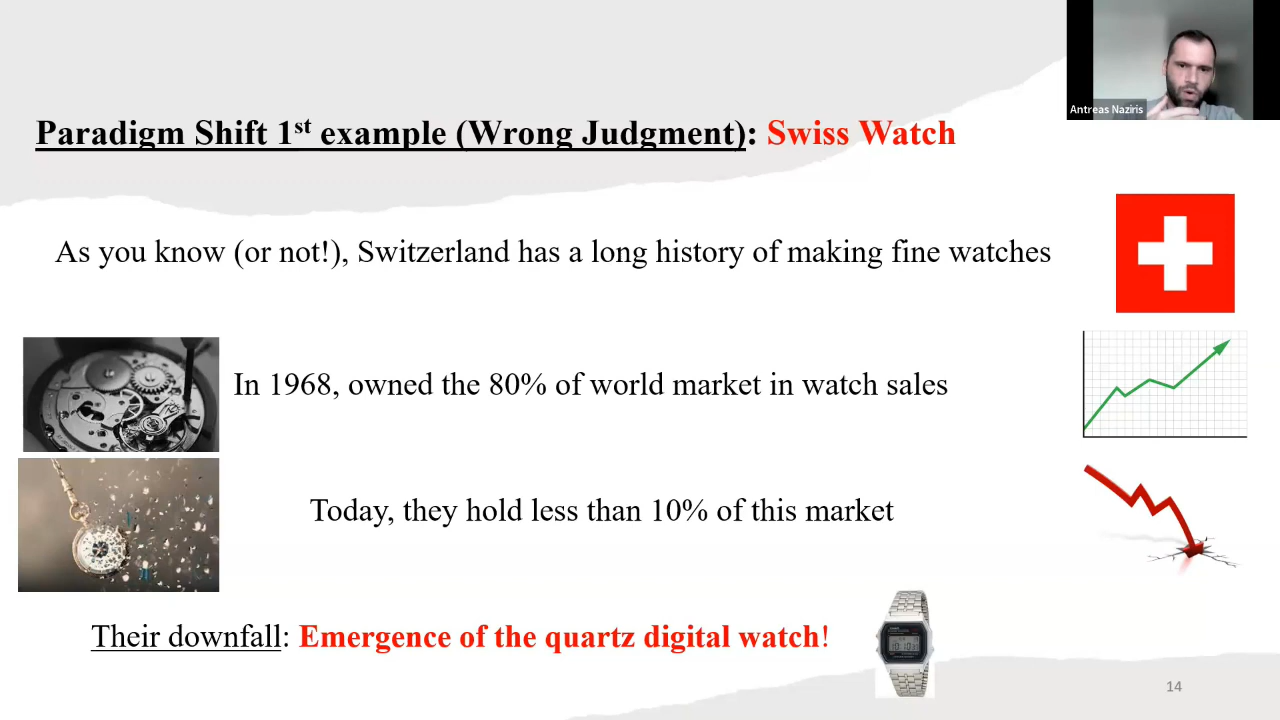 Antreas Naziris
Paradigm Shift 1st example (Wrong Judgment): Swiss Watch
As you know (or not!), Switzerland has a long history of making fine watches
In 1968, owned the 80% of world market in watch sales
Today, they hold less than 10% of this market
Their downfall: Emergence of the quartz digital watch!
14